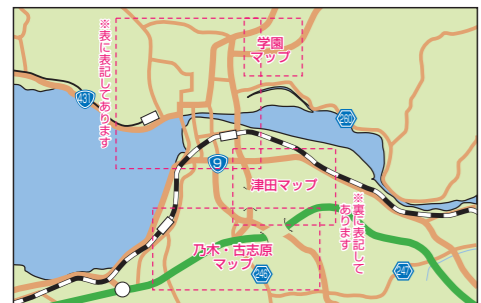 ※表に表記してあります
学園
マップ
431
260
9
津田マップ
※裏に表記して
あります
乃木・古志原
マップ
246
247